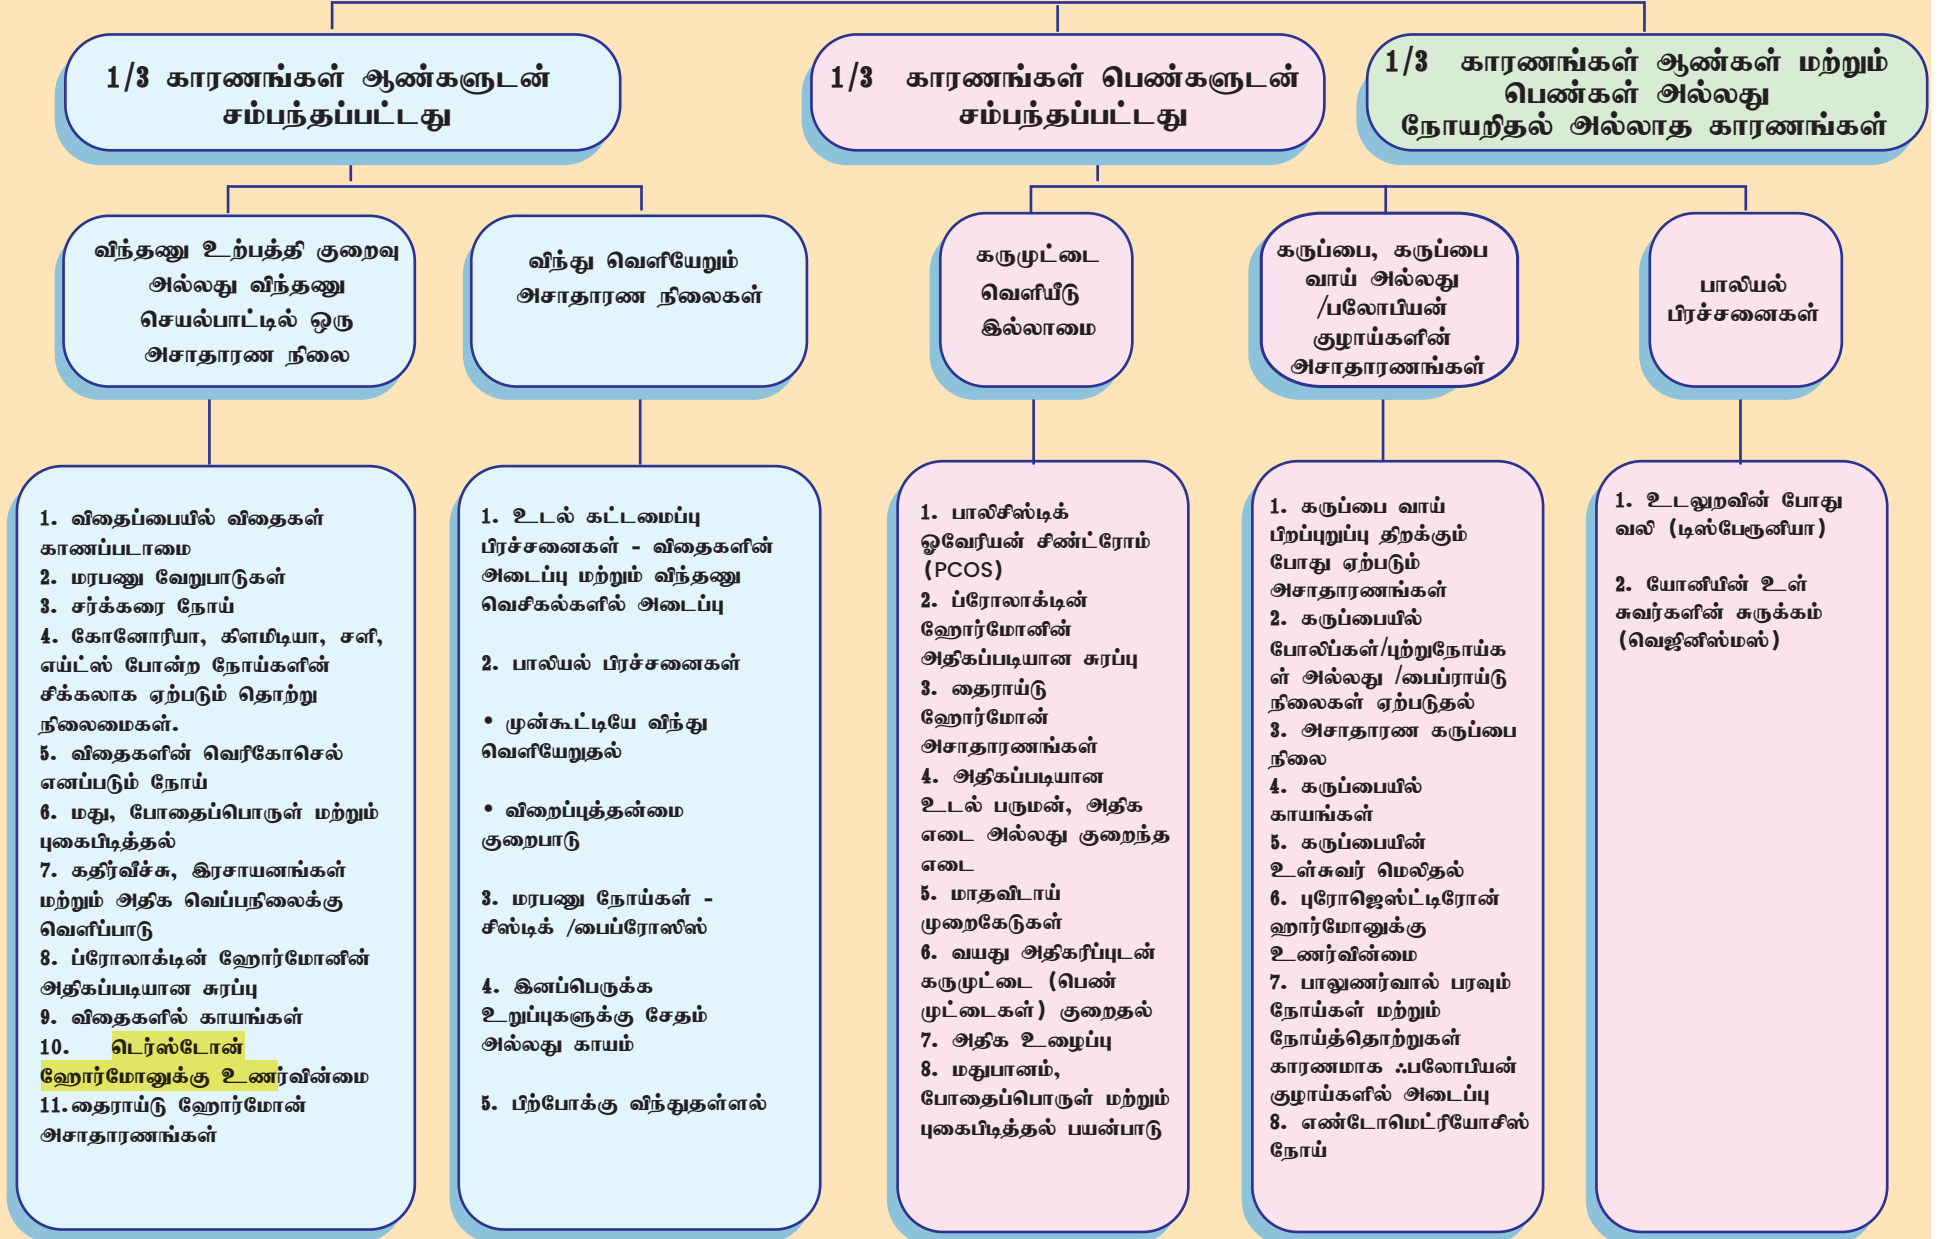 1/3 காரணங்கள் ஆண்களுடன்
சம்பந்தப்பட்டது
1/3 காரணங்கள் பெண்களுடன்
சம்பந்தப்பட்டது
1/3 காரணங்கள் ஆண்கள் மற்றும்
பெண்கள் அல்லது
நோயறிதல் அல்லாத காரணங்கள்
விந்தணு உற்பத்தி குறைவு
அல்லது விந்தணு
செயல்பாட்டில் ஒரு
அசாதாரண நிலை
விந்து வெளியேறும்
அசாதாரண நிலைகள்
கருமுட்டை
வெளியீடு
இல்லாமை
கருப்பை, கருப்பை
வாய் அல்லது
/பலோபியன்
குழாய்களின்
அசாதாரணங்கள்
பாலியல்
பிரச்சனைகள்
1. விதைப்பையில் விதைகள்
காணப்படாமை
2. மரபணு வேறுபாடுகள்
3. சர்க்கரை நோய்
4. கோனோரியா, கிளமிடியா, சளி,
எய்ட்ஸ் போன்ற நோய்களின்
சிக்கலாக ஏற்படும் தொற்று
நிலைமைகள்.
5. விதைகளின் வெரிகோசெல்
எனப்படும் நோய்
6. மது, போதைப்பொருள் மற்றும்
புகைபிடித்தல்
7. கதிர்வீச்சு, இரசாயனங்கள்
மற்றும் அதிக வெப்பநிலைக்கு
வெளிப்பாடு
8. ப்ரோலாக்டின் ஹோர்மோனின்
அதிகப்படியான சுரப்பு
9. விதைகளில் காயங்கள்
10. டெர்ஸ்டோன்
ஹோர்மோனுக்கு உணர்வின்மை
11.தைராய்டு ஹோர்மோன்
அசாதாரணங்கள்
1. உடல் கட்டமைப்பு
பிரச்சனைகள் - விதைகளின்
அடைப்பு மற்றும் விந்தணு
வெசிகல்களில் அடைப்பு
2. பாலியல் பிரச்சனைகள்
• முன்கூட்டியே விந்து
வெளியேறுதல்
• விறைப்புத்தன்மை
குறைபாடு
3. மரபணு நோய்கள் -
சிஸ்டிக் /பைப்ரோஸிஸ்
4. இனப்பெருக்க
உறுப்புகளுக்கு சேதம்
அல்லது காயம்
5. பிற்போக்கு விந்துதள்ளல்
1. பாலிசிஸ்டிக்
ஓவேரியன் சிண்ட்ரோம்
(PCOS)
2. ப்ரோலாக்டின்
ஹோர்மோனின்
அதிகப்படியான சுரப்பு
3. தைராய்டு
ஹோர்மோன்
அசாதாரணங்கள்
4. அதிகப்படியான
உடல் பருமன், அதிக
எடை அல்லது குறைந்த
எடை
5. மாதவிடாய்
முறைகேடுகள்
6. வயது அதிகரிப்புடன்
கருமுட்டை (பெண்
முட்டைகள்) குறைதல்
7. அதிக உழைப்பு
8. மதுபானம்,
போதைப்பொருள் மற்றும்
புகைபிடித்தல் பயன்பாடு
1. கருப்பை வாய்
பிறப்புறுப்பு திறக்கும்
போது ஏற்படும்
அசாதாரணங்கள்
2. கருப்பையில்
போலிப்கள்/புற்றுநோய்க
ள் அல்லது /பைப்ராய்டு
நிலைகள் ஏற்படுதல்
3. அசாதாரண கருப்பை
நிலை
4. கருப்பையில்
காயங்கள்
5. கருப்பையின்
உள்சுவர் மெலிதல்
6. புரோஜெஸ்ட்டிரோன்
ஹார்மோனுக்கு
உணர்வின்மை
7. பாலுணர்வால் பரவும்
நோய்கள் மற்றும்
நோய்த்தொற்றுகள்
காரணமாக ஃபலோபியன்
குழாய்களில் அடைப்பு
8. எண்டோமெட்ரியோசிஸ்
நோய்
1. உடலுறவின் போது
வலி (டிஸ்பேரூனியா)
2. யோனியின் உள்
சுவர்களின் சுருக்கம்
(வெஜினிஸ்மஸ்)